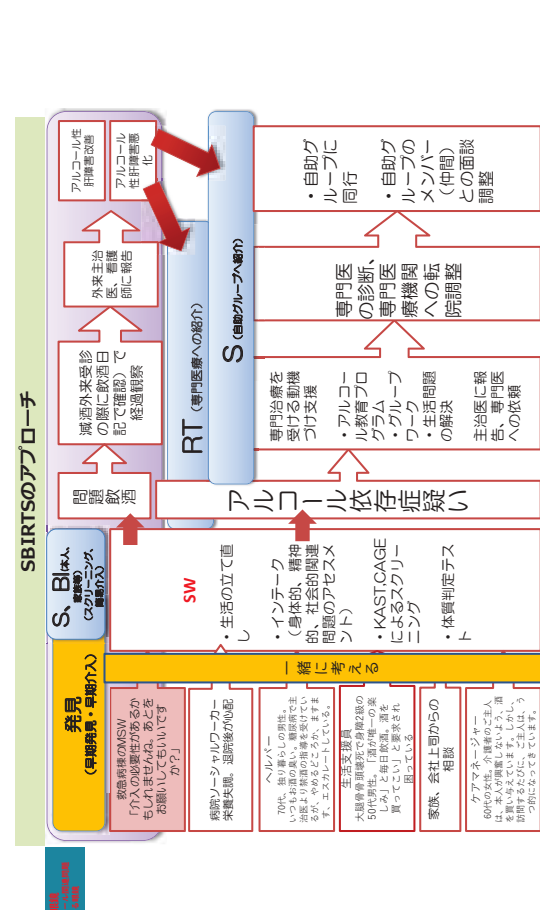 SBIRTSのアプローチ
発見
(早期発見・早期介入)
救急病棟のMSW
「介入の必要性があるか
もしれませんね。あとを
お願いしてもいいです
か？」
病院ソーシャルワーカー
栄養失調。退院後が心配
ヘルパー
70代、独り暮らしの男性。
いつもお酒の臭い。糖尿病で主
治医より禁酒の指導を受けてい
るが、やめるどころか、ますま
す、エスカレートしている。
生活支援員
大腿骨骨頭壊死で身障2級の
50代男性。「酒が唯一の楽
しみ」と毎日飲酒。酒を
買ってこい」と要求され
困っている
家族、会社上司からの
相談
ケアマネージャー
60代の女性。介護者のご主人
は、本人が興奮しないよう、酒
を買い与えています。しかし、
訪問するたびに、ご主人は、う
つ的になってきています。
一緒に考える
S、BI(本人、
家族等)
(スクリーニング、
簡易介入)
SW
・生活の立て直
し
・インテーク
（身体的、精神
的、社会的関連
問題のアセスメ
ント）
・KAST,CAGE
によるスクリー
ニング
・体質判定テス
ト
問題
飲酒
アルコール依存症疑い
減酒外来受診
の際に飲酒日
記で確認）で
経過観察
外来主治
医、看護
師に報告
アルコール性
肝障害改善
アルコール
性肝障害悪
化
RT（専門医療への紹介）
S（自助グループへ紹介)
専門治療を
受ける動機
づけ支援
・アルコー
ル教育プロ
グラム
・グループ
ワーク
・生活問題
の解決
主治医に報
告、専門医
への依頼
専門医
の診断、
専門医
療機関
への転
院調整
・自助グ
ループに
同行
・自助グ
ループの
メンバー
（仲間）
との面談
調整